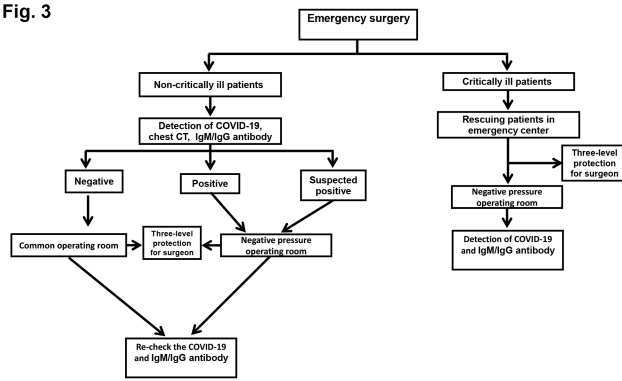 Fig. 3
Emergency surgery
Non-critically ill patients
Critically ill patients
Detection of COVID-19,
chest CT, IgM/IgG antibody
Rescuing patients in
emergency center
Three-level
protection
for surgeon
Negative
Positive
Suspected
positive
Negative pressure
operating room
Common operating room
Three-level
protection
for surgeon
Negative pressure
operating room
Detection of COVID-19
and IgM/IgG antibody
Re-check the COVID-19
and IgM/IgG antibody